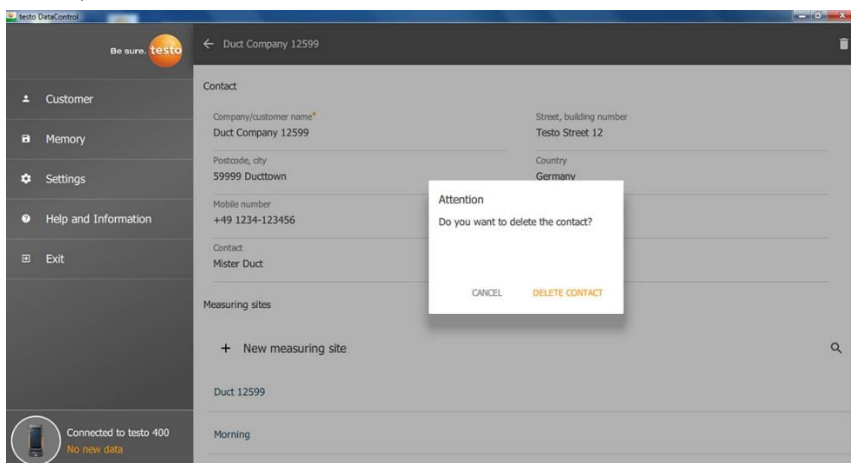 testo DataControl
Be sure. testo
Duct Company 12599
Customer
Memory
Settings
Help and Information
Exit
Connected to testo 400
No new data
Contact
Company/customer name*
Duct Company 12599
Street, building number
Testo Street 12
Postcode, city
59999 Ducttown
Country
Germany
Mobile number
+49 1234-123456
Contact
Mister Duct
Attention
Do you want to delete the contact?
CANCEL DELETE CONTACT
Measuring sites
+ New measuring site
Duct 12599
Morning